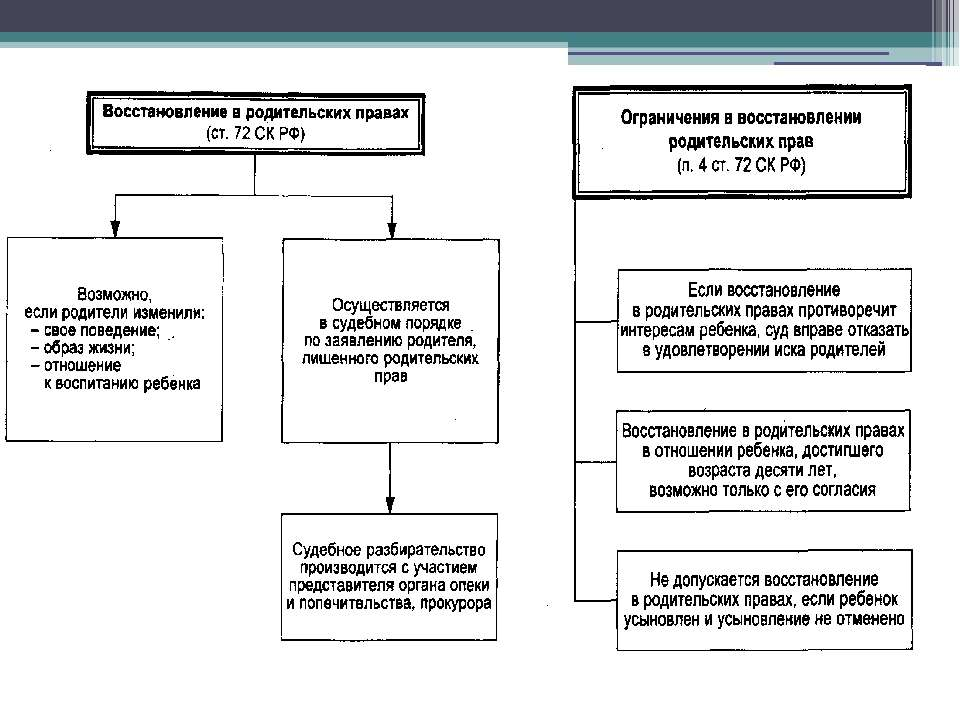 Восстановление в родительских правах
(ст. 72 СК РФ)
Возможно,
если родители изменили:
– свое поведение;
– образ жизни;
– отношение
к воспитанию ребенка
Осуществляется
в судебном порядке
по заявлению родителя,
лишенного родительских
прав
Судебное разбирательство
производится с участием
представителя органа опеки
и попечительства, прокурора
Ограничения в восстановлении
родительских прав
(п. 4 ст. 72 СК РФ)
Если восстановление
в родительских правах противоречит
интересам ребенка, суд вправе отказать
в удовлетворении иска родителей
Восстановление в родительских правах
в отношении ребенка, достигшего
возраста десяти лет,
возможно только с его согласия
Не допускается восстановление
в родительских правах, если ребенок
усыновлен и усыновление не отменено